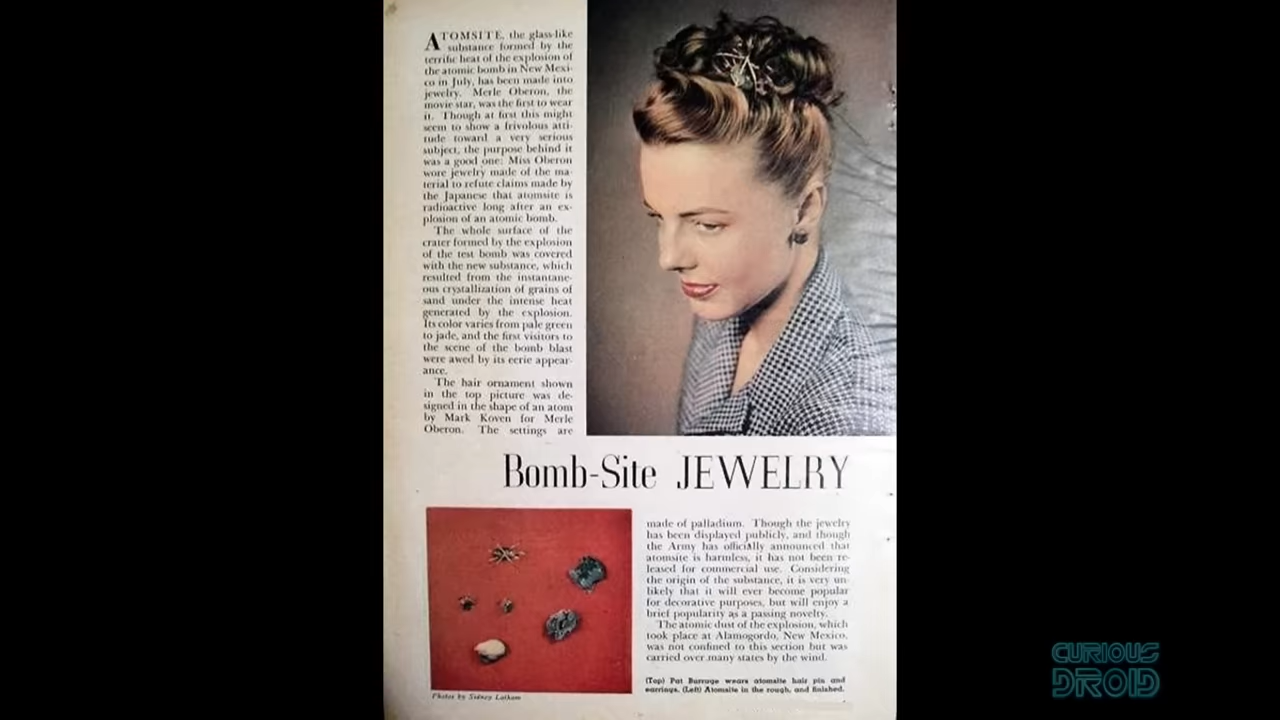 ATOMSITE, the glass-like
substance formed by the
terrific heat of the explosion of
the atomic bomb in New Mexi-
co in July, has been made into
jewelry. Merle Oberon, the
movie star, was the first to wear
it. Though at first this might
seem to show a frivolous atti-
tude toward a very serious
subject, the purpose behind it
was a good one: Miss Oberon
wore jewelry made of the ma-
terial to refute claims made by
the Japanese that atomsite is
radioactive long after an ex-
plosion of an atomic bomb.
The whole surface of the
crater formed by the explosion
of the test bomb was covered
with the new substance, which
resulted from the instantane-
ous crystallization of grains of
sand under the intense heat
generated by the explosion.
Its color varies from pale green
to jade, and the first visitors to
the scene of the bomb blast
were awed by its eerie appear-
ance.
The hair ornament shown
in the top picture was de-
signed in the shape of an atom
by Mark Koven for Merle
Oberon. The settings are
Bomb-Site JEWELRY
made of palladium. Though the jewelry
has been displayed publicly, and though
the Army has officially announced that
atomsite is harmless, it has not been re-
leased for commercial use. Considering
the origin of the substance, it is very un-
likely that it will ever become popular
for decorative purposes, but will enjoy a
brief popularity as a passing novelty.
The atomic dust of the explosion, which
took place at Alamogordo, New Mexico,
was not confined to this section but was
carried over many states by the wind.
(Top) Pat Burrage wears atomsite hair pin and
earrings. (Left) Atomsite in the rough, and finished.
Photos by Sidney Latham
CURIOUS
DROID